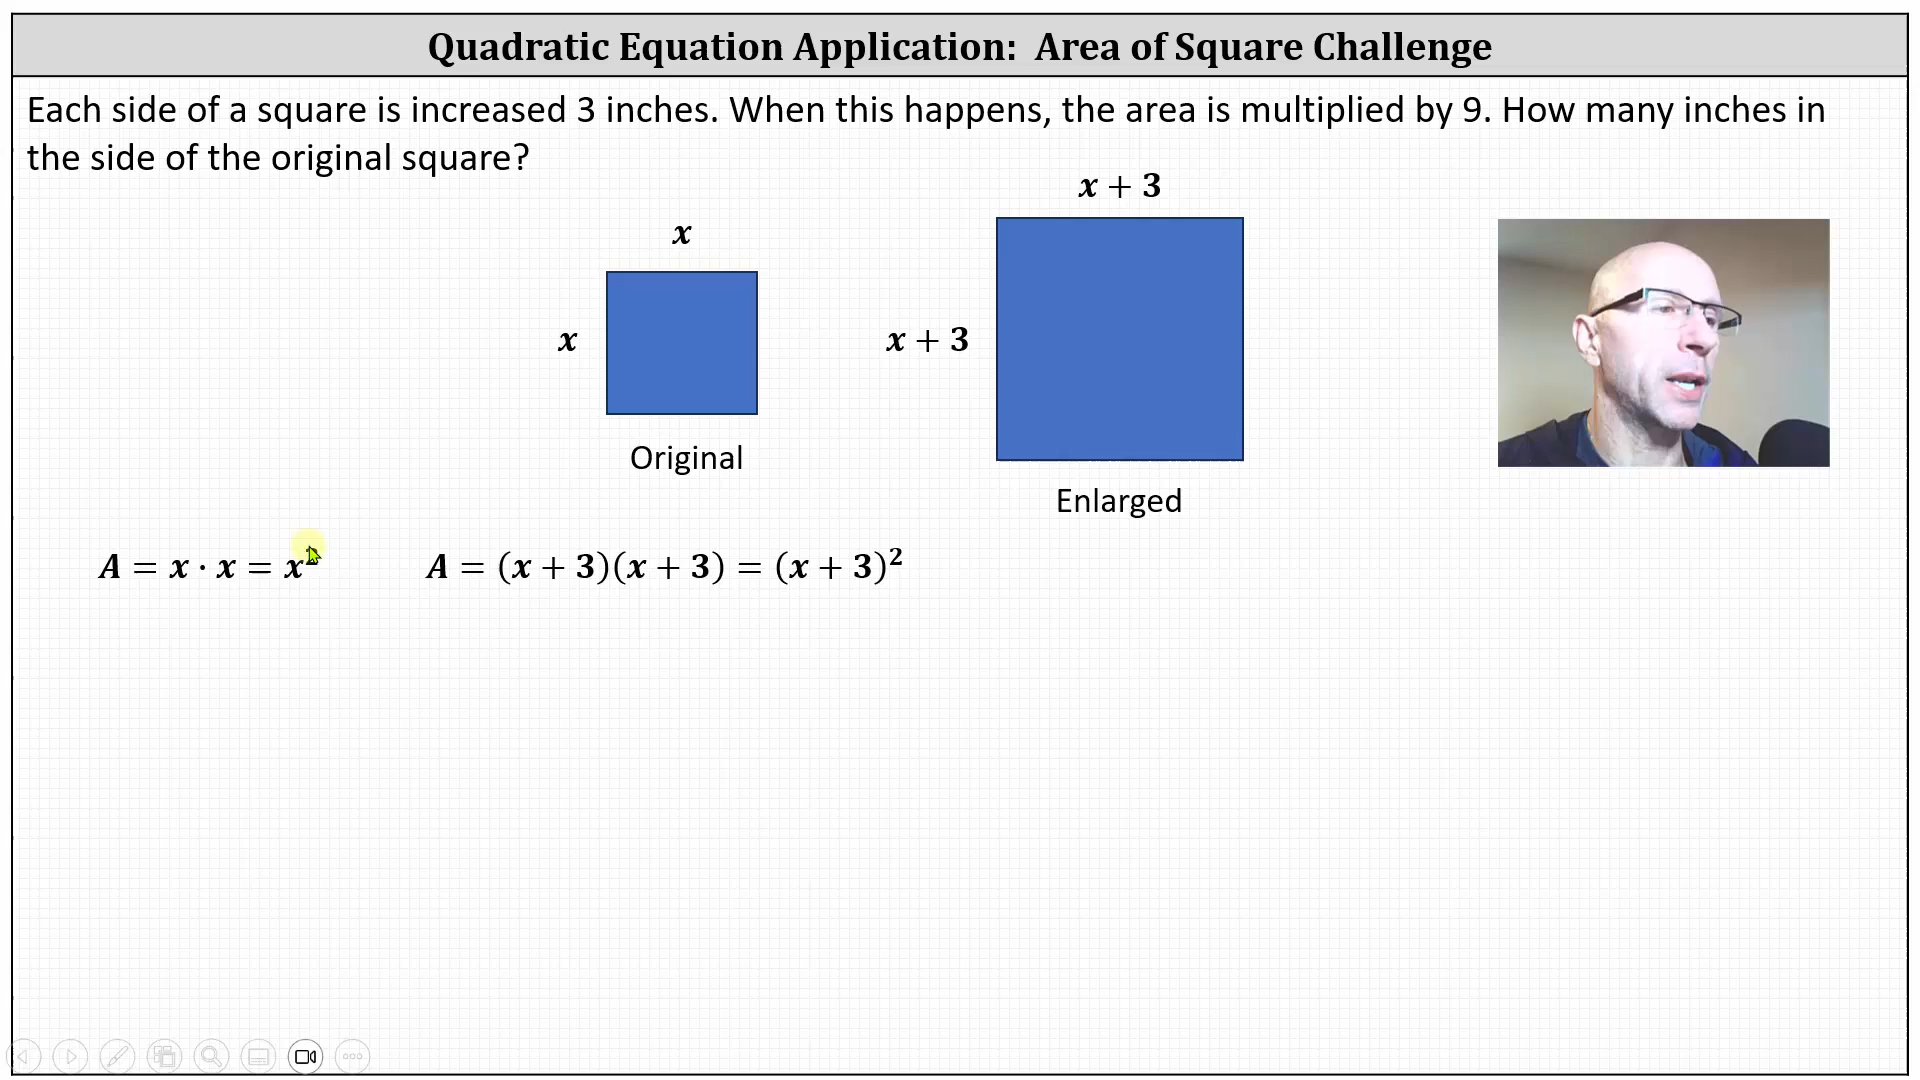 Quadratic Equation Application:  Area of Square Challenge
Each side of a square is increased 3 inches. When this happens, the area is multiplied by 9. How many inches in
the side of the original square?
x + 3
x
x
x + 3
Original
Enlarged
A = x · x = x²
A = (x + 3)(x + 3) = (x + 3)²